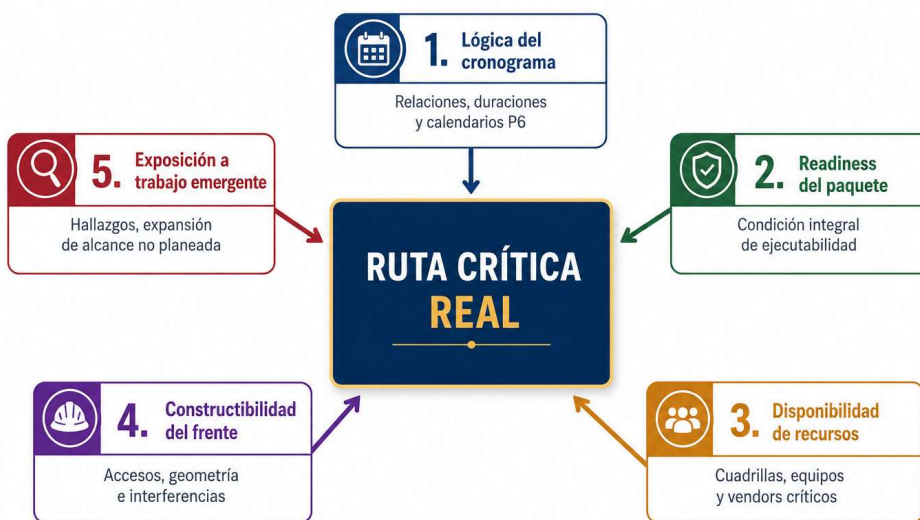 1. Lógica del
cronograma
Relaciones, duraciones
y calendarios P6
5. Exposición a
trabajo emergente
Hallazgos, expansión
de alcance no planeada
2. Readiness
del paquete
Condición integral
de ejecutabilidad
RUTA CRÍTICA
REAL
4. Constructibilidad
del frente
Accesos, geometría
e interferencias
3. Disponibilidad
de recursos
Cuadrillas, equipos
y vendors críticos